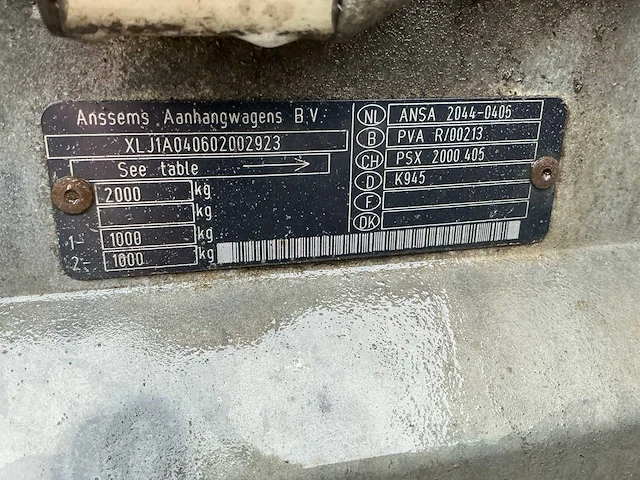 Anssems Aanhangwagens B.V.
XLJ1A040602002923
See table
2000 kg
kg
1- 1000 kg
2- 1000 kg
NL ANSA 2044-0405
B PVA R/00213
CH PSX 2000 405
D K945
F
DK